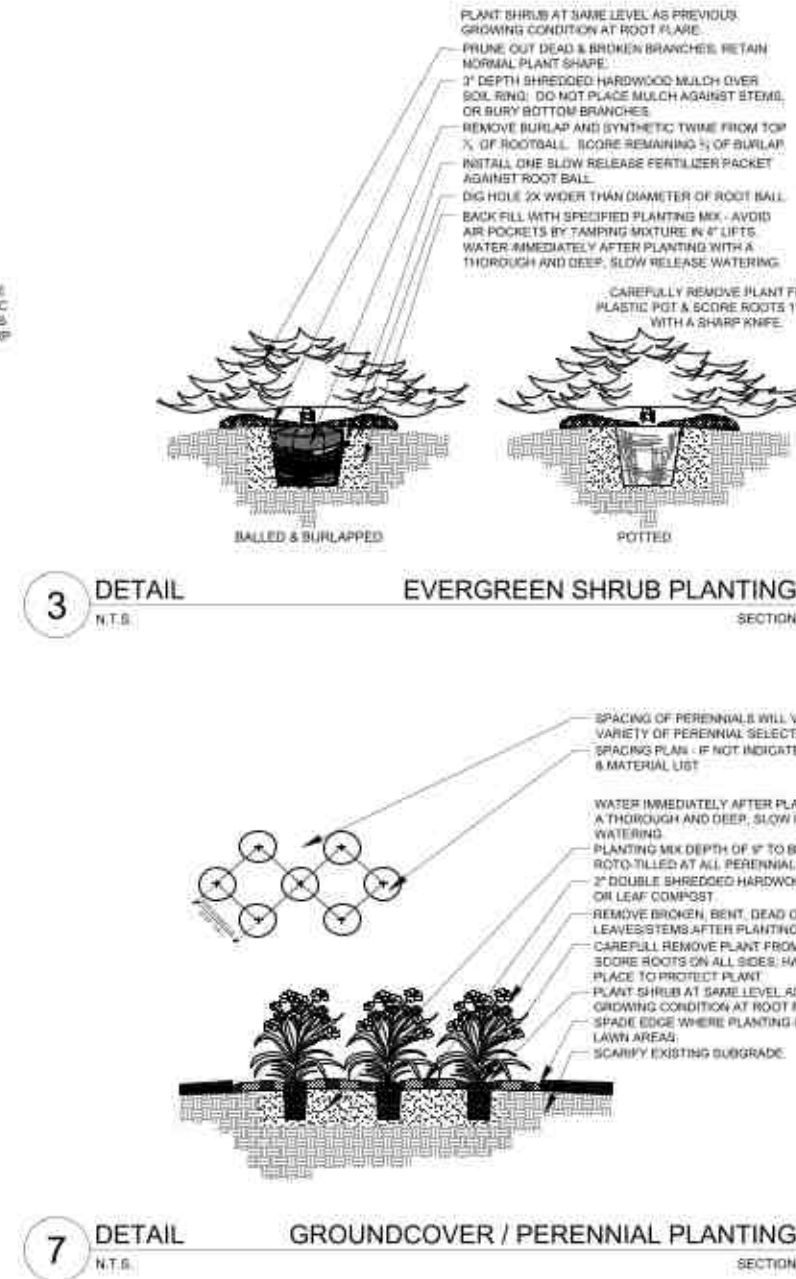 PLANT SHRUB AT SAME LEVEL AS PREVIOUS
GROWING CONDITION AT ROOT FLARE.
PRUNE OUT DEAD & BROKEN BRANCHES, RETAIN
NORMAL PLANT SHAPE.
3" DEPTH SHREDDED HARDWOOD MULCH OVER
SOIL RING; DO NOT PLACE MULCH AGAINST STEMS,
OR BURY BOTTOM BRANCHES.
REMOVE BURLAP AND SYNTHETIC TWINE FROM TOP
OF ROOTBALL. SCORE REMAINING OF BURLAP
INSTALL ONE SLOW RELEASE FERTILIZER PACKET
AGAINST ROOT BALL.
DIG HOLE 2X WIDER THAN DIAMETER OF ROOT BALL
BACK FILL WITH SPECIFIED PLANTING MIX - AVOID
AIR POCKETS BY TAMPING MIXTURE IN 4" LIFTS.
WATER IMMEDIATELY AFTER PLANTING WITH A
THOROUGH AND DEEP, SLOW RELEASE WATERING.
CAREFULLY REMOVE PLANT
PLASTIC POT & SCORE ROOTS
WITH A SHARP KNIFE.
BALLED & BURLAPPED
POTTED
3 DETAIL EVERGREEN SHRUB PLANTING
N.T.S. SECTION
SPACING OF PERENNIALS WILL
VARIETY OF PERENNIAL
SPACING PLAN - IF NOT
& MATERIAL LIST
WATER IMMEDIATELY AFTER
A THOROUGH AND DEEP, SLOW
WATERING.
PLANTING MIX DEPTH OF 9" TO
ROTO-TILLED AT ALL PERENNIAL
2" DOUBLE SHREDDED
OR LEAF COMPOST
REMOVE BROKEN, BENT, DEAD
LEAVES/STEMS AFTER PLANTING
CAREFULL REMOVE PLANT FROM
SCORE ROOTS ON ALL SIDES,
PLACE TO PROTECT PLANT
PLANT SHRUB AT SAME LEVEL
GROWING CONDITION AT ROOT
SPADE EDGE WHERE PLANTING
LAWN AREAS.
SCARIFY EXISTING SUBGRADE.
7 DETAIL GROUNDCOVER / PERENNIAL PLANTING
N.T.S. SECTION